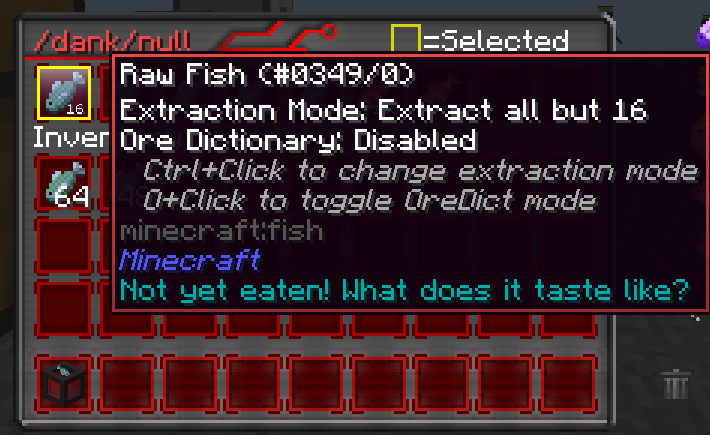 /dank/null
=Selected
16
Raw Fish (#0349/0)
Extraction Mode: Extract all but 16
Inven
Ore Dictionary: Disabled
Ctrl+Click to change extraction mode
64
O+Click to toggle OreDict mode
minecraft:fish
Minecraft
Not yet eaten! What does it taste like?